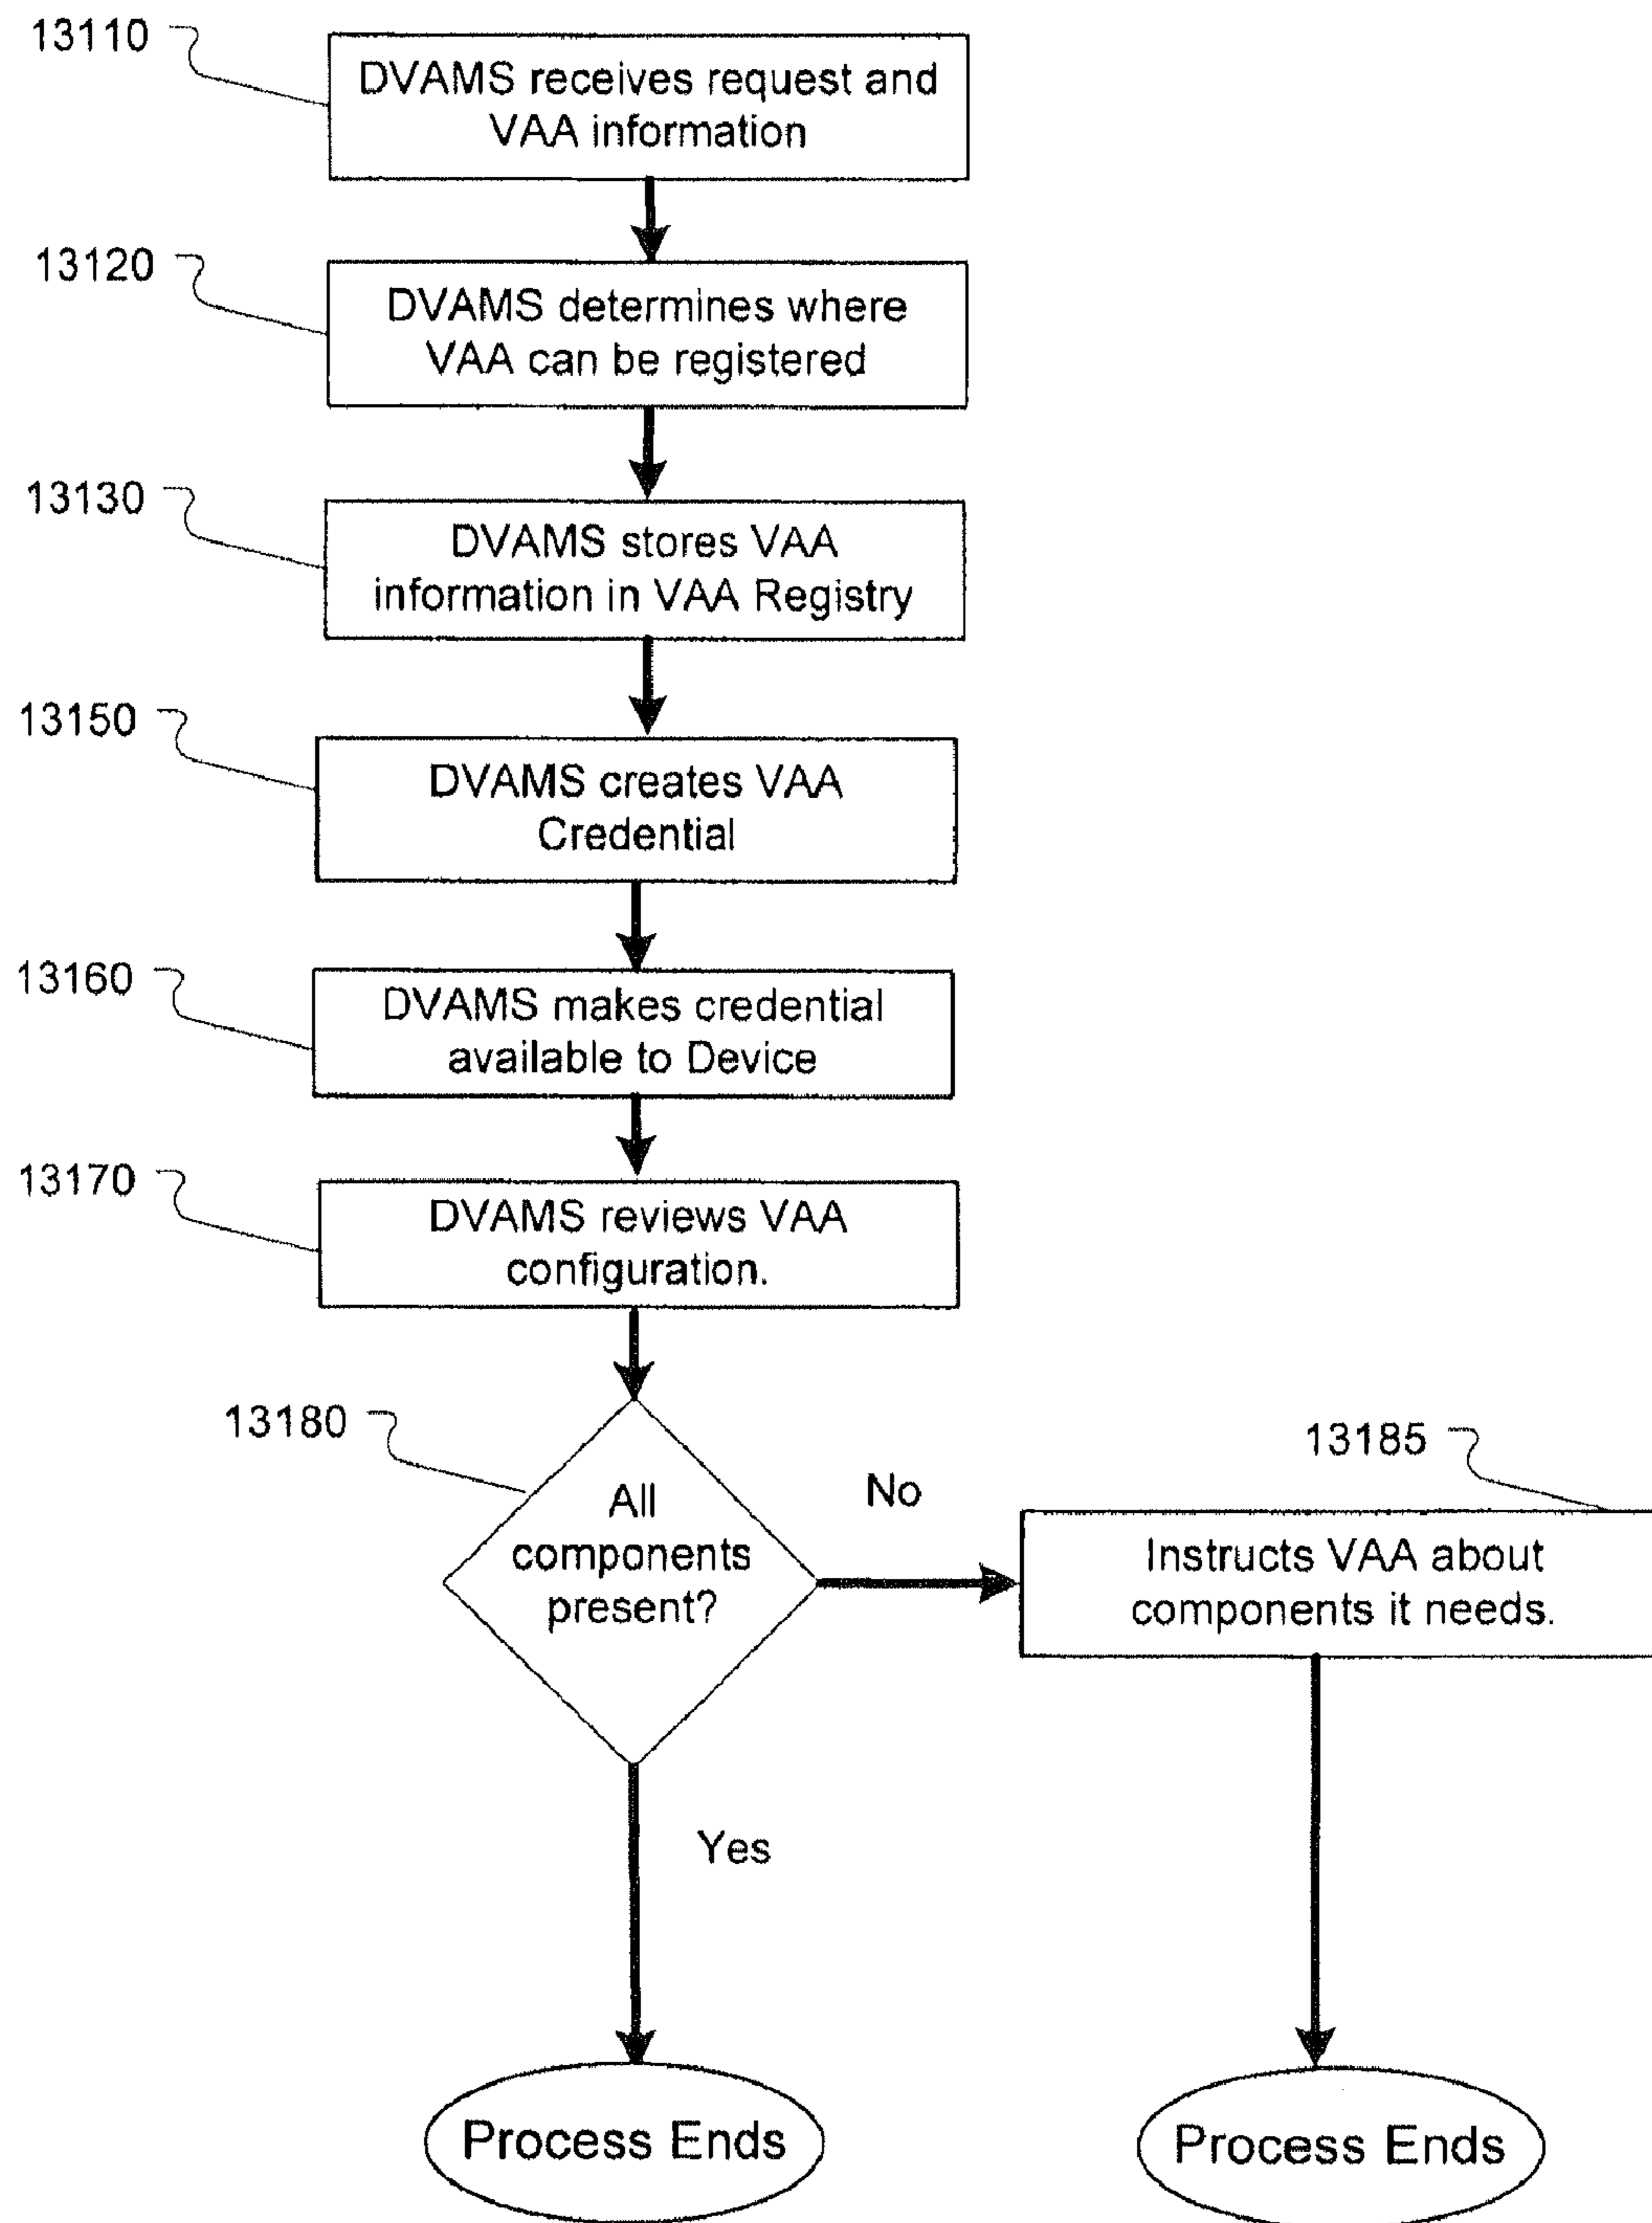 13110
DVAMS receives request and
VAA information
13120
DVAMS determines where
VAA can be registered
13130
DVAMS stores VAA
information in VAA Registry
13150
DVAMS creates VAA
Credential
13160
DVAMS makes credential
available to Device
13170
DVAMS reviews VAA
configuration.
13180
All
components
present?
No
13185
Instructs VAA about
components it needs.
Yes
Process Ends
Process Ends